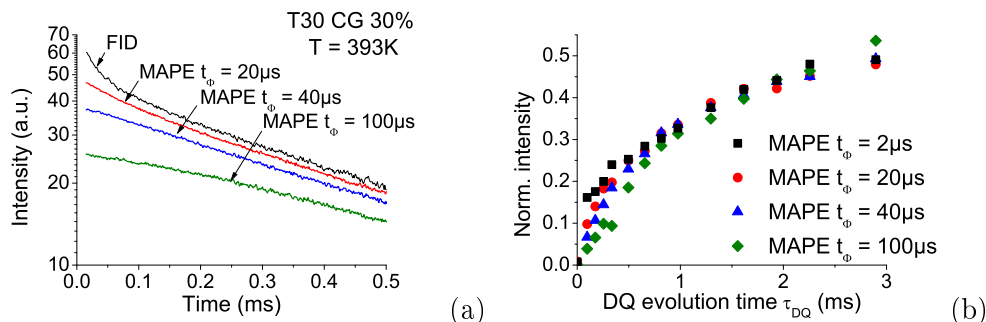 T30 CG 30%
T = 393K
FID
MAPE tΦ = 20µs
MAPE tΦ = 40µs
MAPE tΦ = 100µs
Intensity (a.u.)
70
60
50
40
30
20
10
0.0 0.1 0.2 0.3 0.4 0.5
Time (ms)
(a)
Norm. intensity
0.5
0.4
0.3
0.2
0.1
0.0
MAPE tΦ = 2µs
MAPE tΦ = 20µs
MAPE tΦ = 40µs
MAPE tΦ = 100µs
0 1 2 3
DQ evolution time τDQ (ms)
(b)